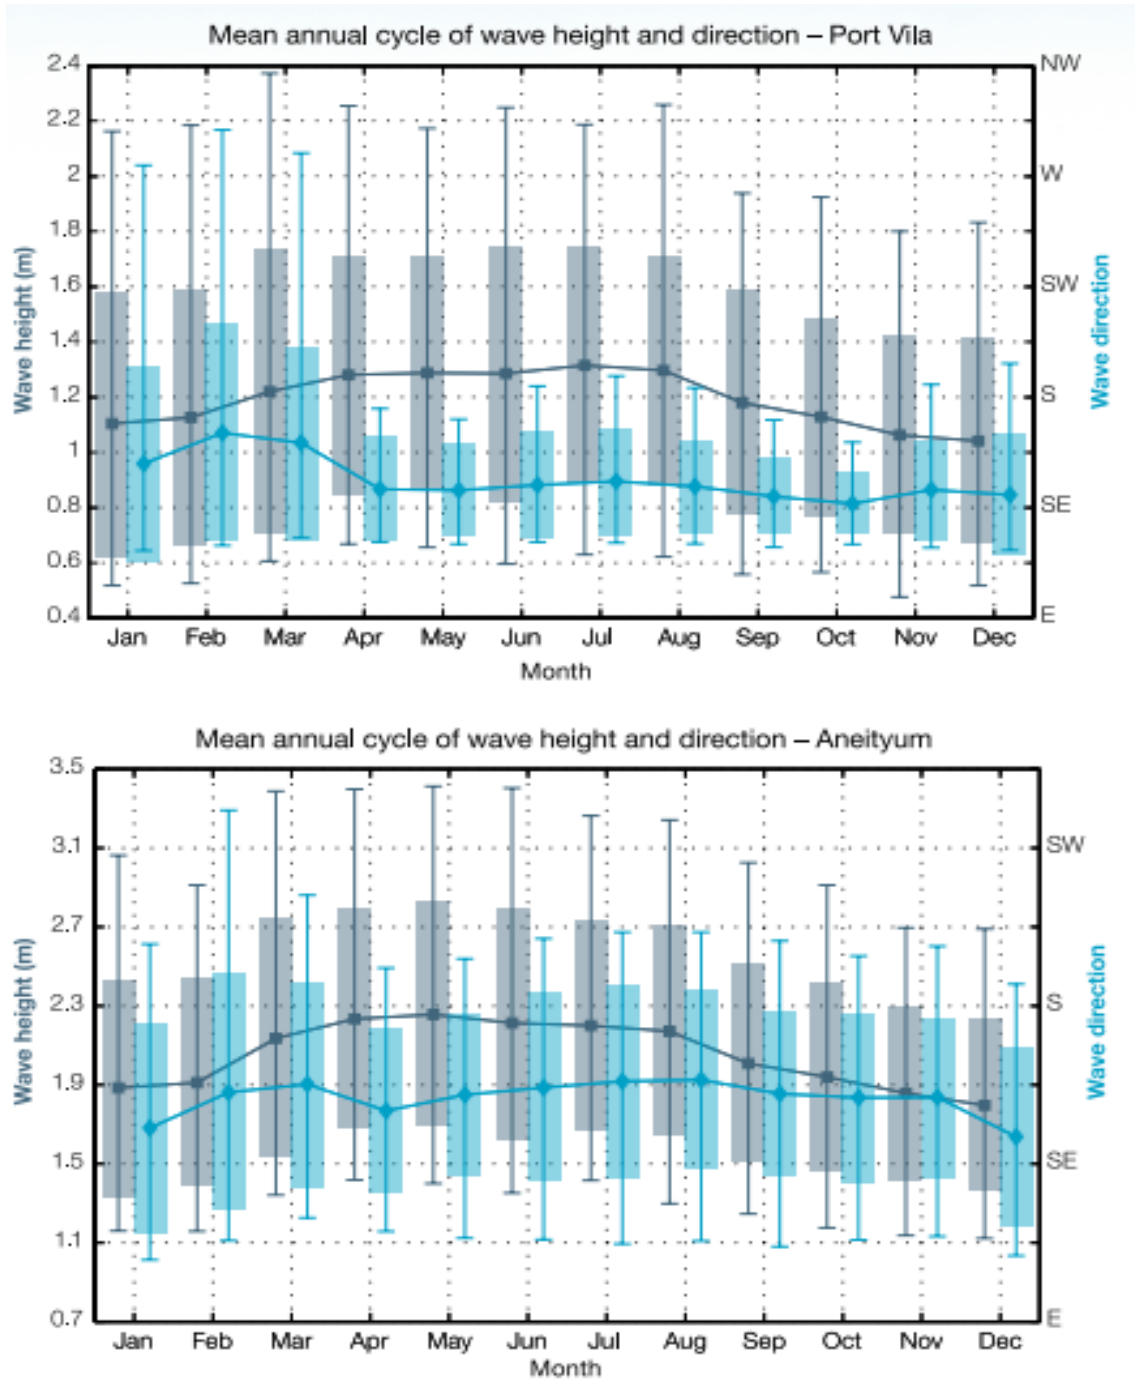 Mean annual cycle of wave height and direction – Port Vila
2.4
2.2
2
1.8
1.6
1.4
1.2
1
0.8
0.6
0.4
Wave height (m)
NW
W
SW
S
SE
E
Wave direction
Jan Feb Mar Apr May Jun Jul Aug Sep Oct Nov Dec
Month
Mean annual cycle of wave height and direction – Aneityum
3.5
3.1
2.7
2.3
1.9
1.5
1.1
0.7
Wave height (m)
SW
S
SE
E
Wave direction
Jan Feb Mar Apr May Jun Jul Aug Sep Oct Nov Dec
Month